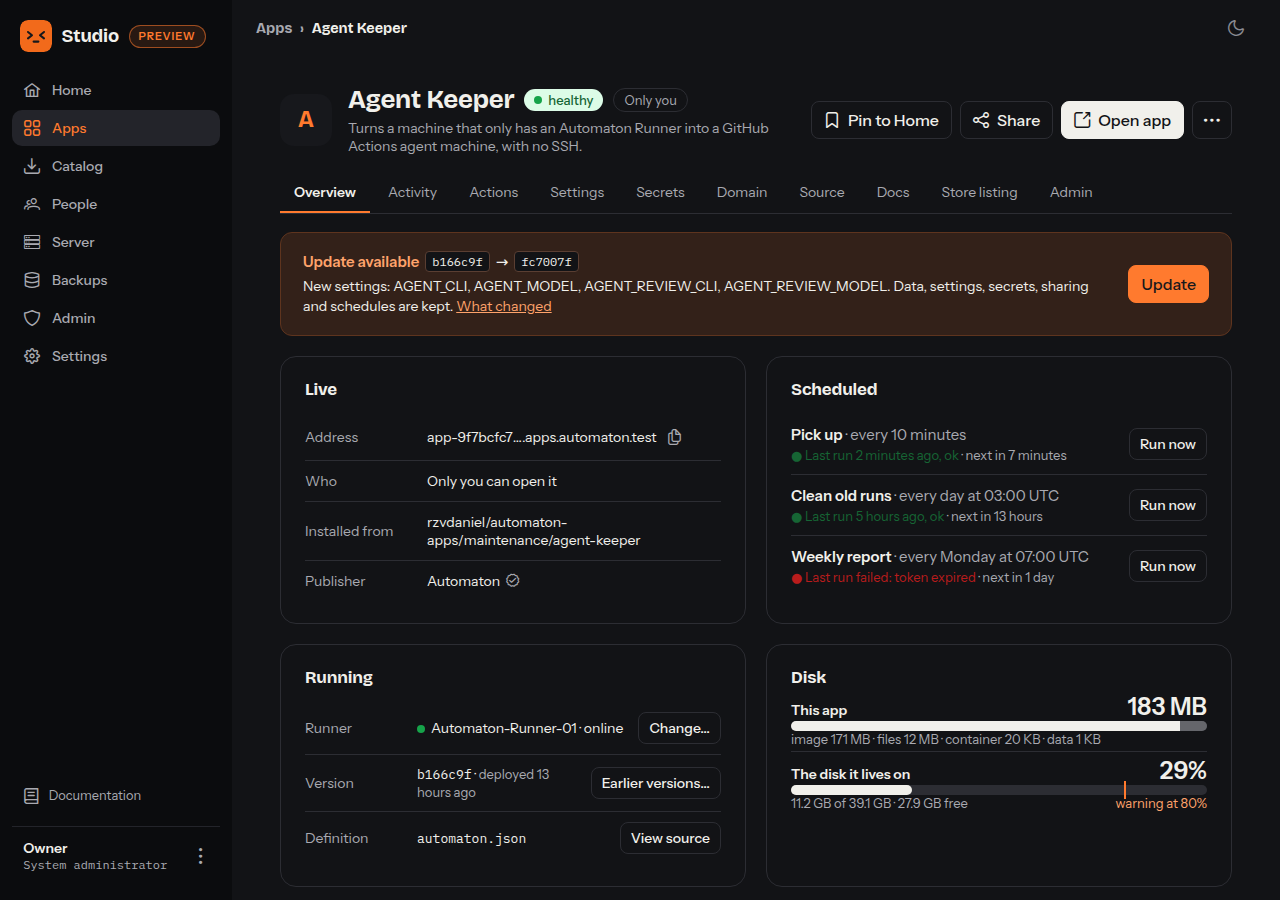 Studio PREVIEW
Home
Apps
Catalog
People
Server
Backups
Admin
Settings
Documentation
Owner
System administrator
Apps › Agent Keeper
A
Agent Keeper healthy Only you
Turns a machine that only has an Automaton Runner into a GitHub
Actions agent machine, with no SSH.
Pin to Home Share Open app
Overview Activity Actions Settings Secrets Domain Source Docs Store listing Admin
Update available b166c9f → fc7007f
New settings: AGENT_CLI, AGENT_MODEL, AGENT_REVIEW_CLI, AGENT_REVIEW_MODEL. Data, settings, secrets, sharing
and schedules are kept. What changed
Update
Live
Address app-9f7bcfc7....apps.automaton.test
Who Only you can open it
Installed from rzvdaniel/automaton-
apps/maintenance/agent-keeper
Publisher Automaton
Scheduled
Pick up · every 10 minutes
Last run 2 minutes ago, ok · next in 7 minutes
Run now
Clean old runs · every day at 03:00 UTC
Last run 5 hours ago, ok · next in 13 hours
Run now
Weekly report · every Monday at 07:00 UTC
Last run failed: token expired · next in 1 day
Run now
Running
Runner Automaton-Runner-01 · online Change...
Version b166c9f · deployed 13
hours ago
Earlier versions...
Definition automaton.json View source
Disk
This app 183 MB
image 171 MB · files 12 MB · container 20 KB · data 1 KB
The disk it lives on 29%
11.2 GB of 39.1 GB · 27.9 GB free warning at 80%